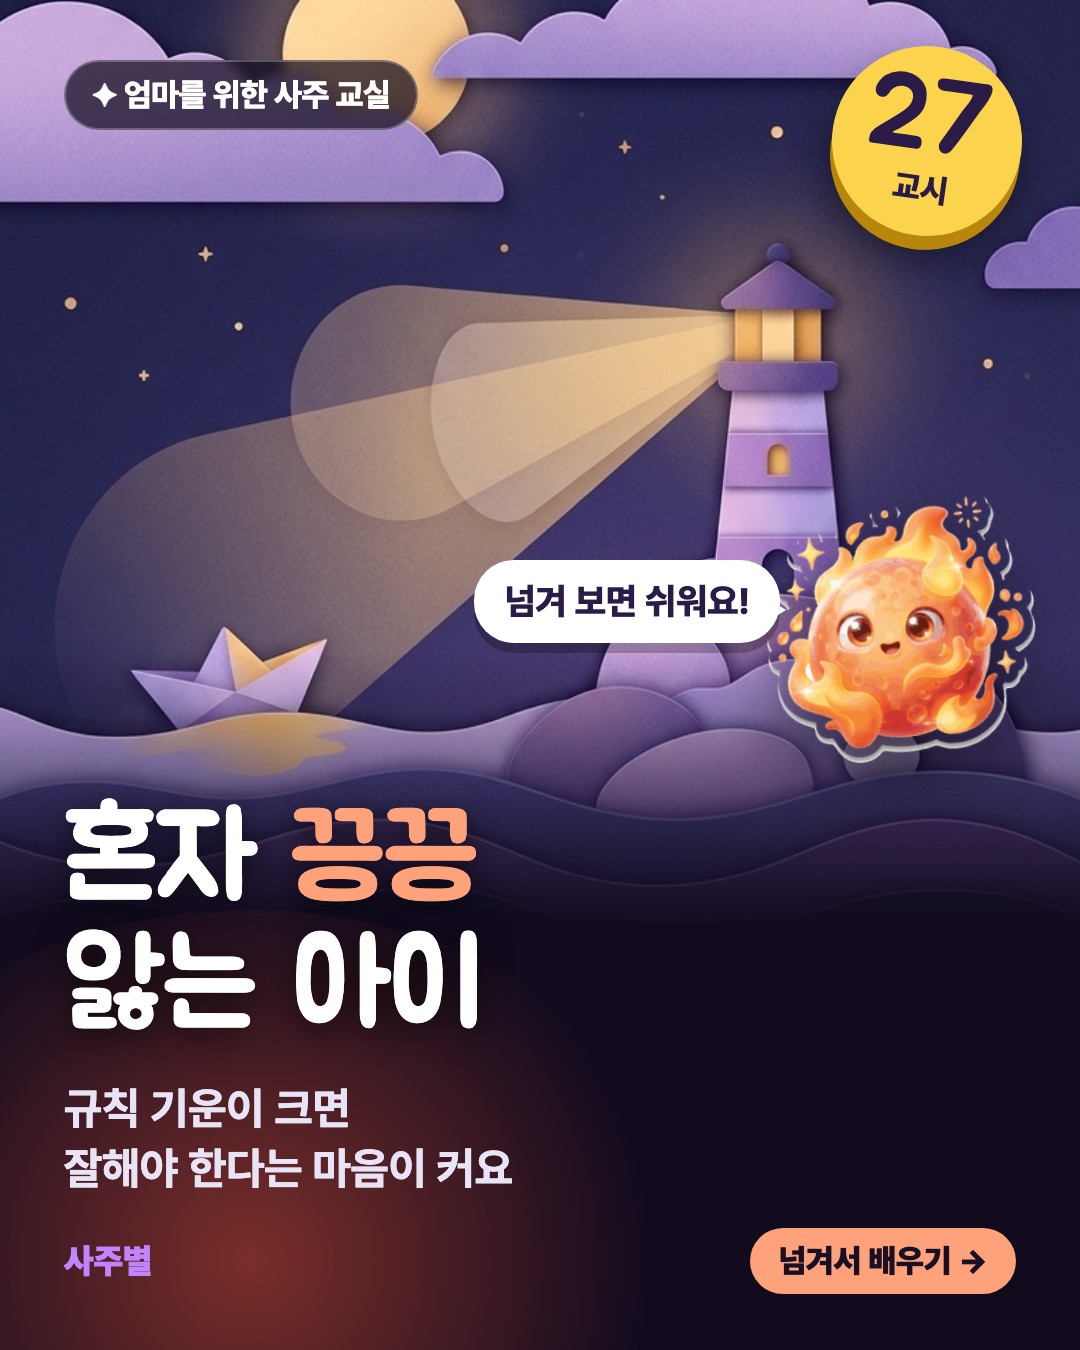 ✦ 엄마를 위한 사주 교실
27
교시
넘겨 보면 쉬워요!
혼자 끙끙
앓는 아이
규칙 기운이 크면
잘해야 한다는 마음이 커요
사주별
넘겨서 배우기 →